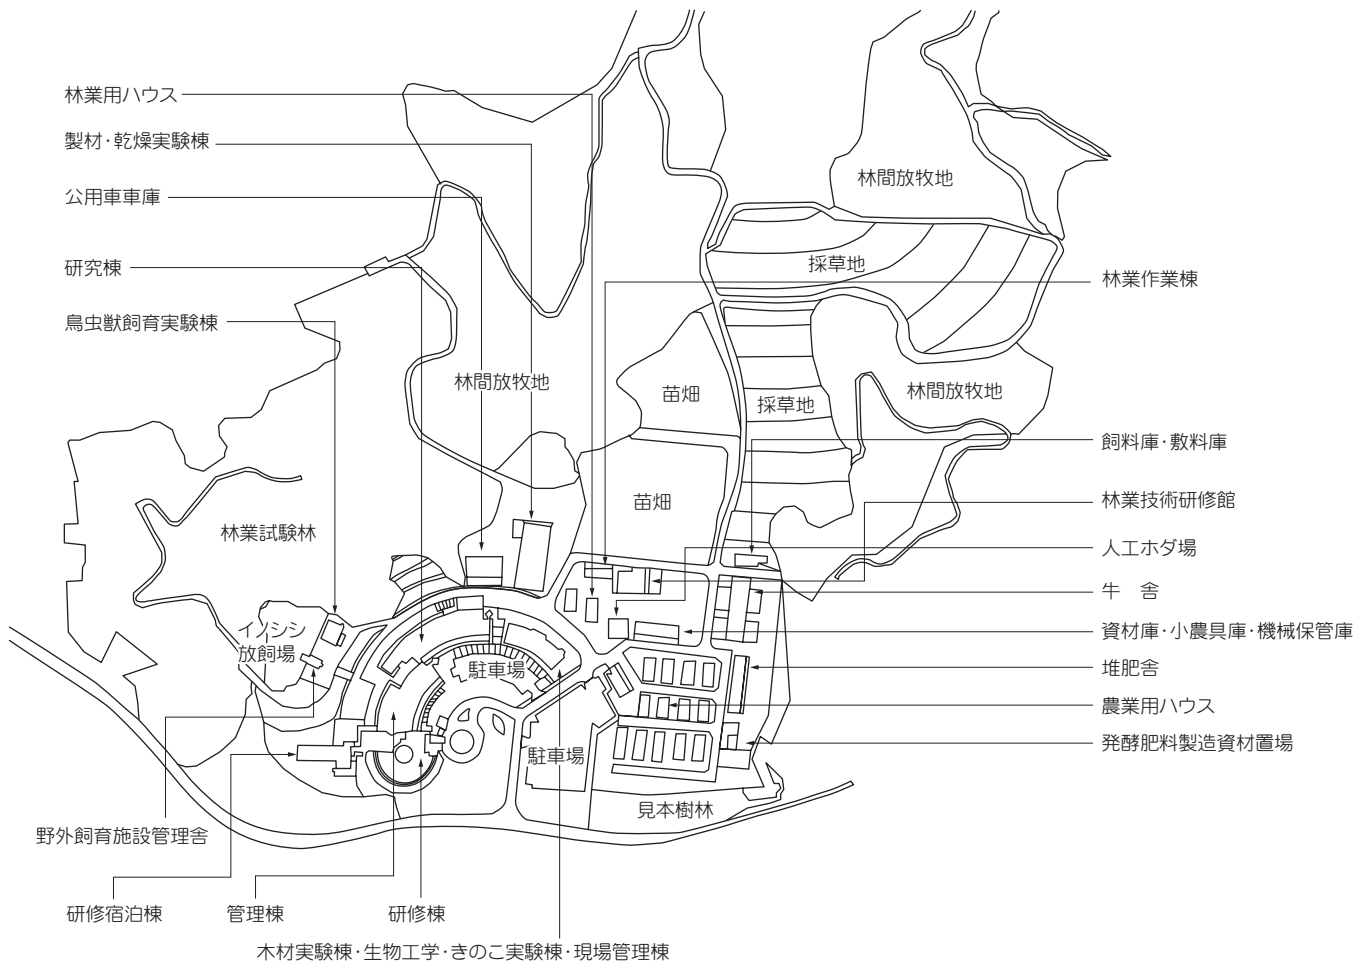 林業用ハウス
製材・乾燥実験棟
公用車車庫
研究棟
鳥虫獣飼育実験棟
林間放牧地
採草地
林業作業棟
林間放牧地
苗畑
採草地
林間放牧地
飼料庫・敷料庫
苗畑
林業技術研修館
林業試験林
人工ホダ場
牛　舎
イノシシ
放飼場
資材庫・小農具庫・機械保管庫
駐車場
堆肥舎
農業用ハウス
駐車場
発酵肥料製造資材置場
見本樹林
野外飼育施設管理舎
研修宿泊棟
管理棟
研修棟
木材実験棟・生物工学・きのこ実験棟・現場管理棟